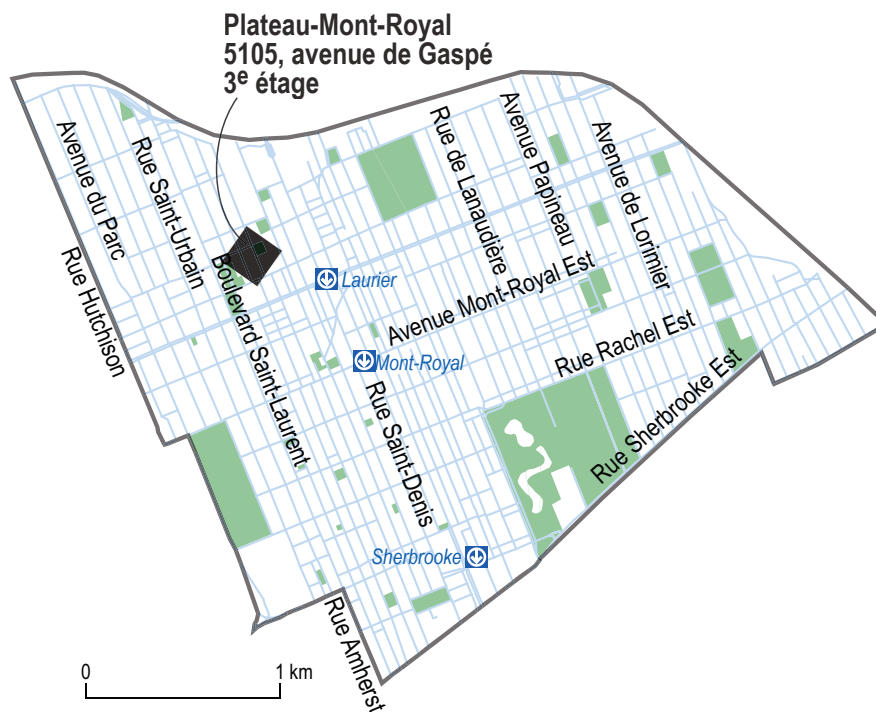 Plateau-Mont-Royal
5105, avenue de Gaspé
3e étage
Avenue du Parc
Rue Saint-Urbain
Rue de Lanaudière
Avenue Papineau
Avenue de Lorimier
Rue Hutchison
Boulevard Saint-Laurent
Laurier
Avenue Mont-Royal Est
Mont-Royal
Rue Rachel Est
Rue Saint-Denis
Rue Sherbrooke Est
Sherbrooke
Rue Amherst
0 1 km